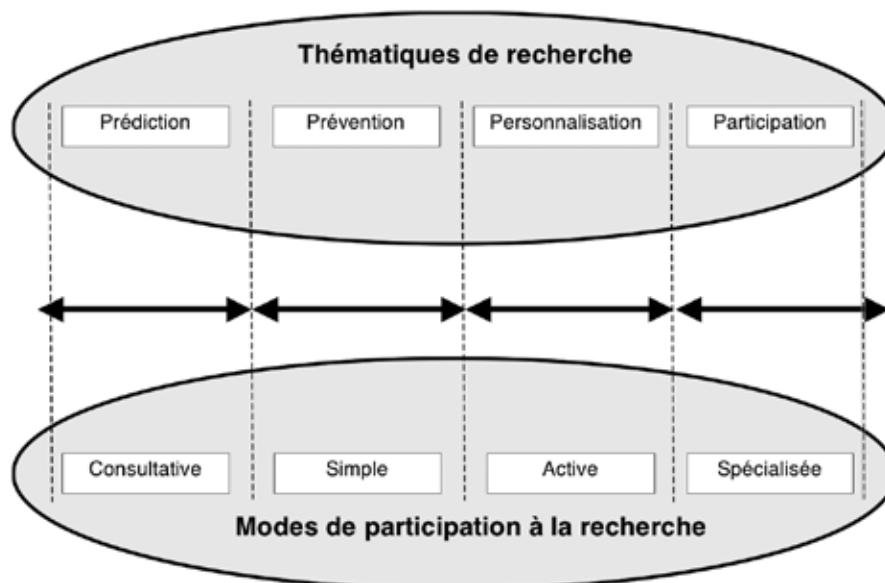 Thématiques de recherche
Prédiction Prévention Personnalisation Participation
Consultative Simple Active Spécialisée
Modes de participation à la recherche